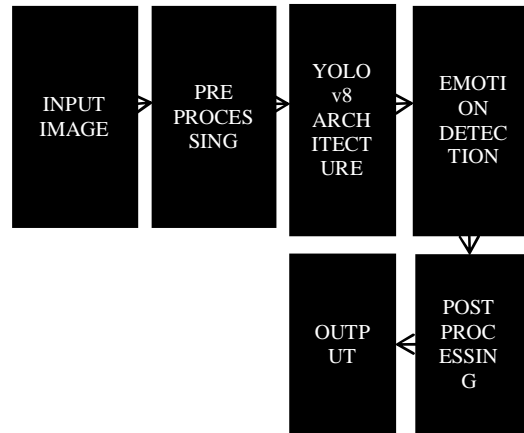 INPUT
IMAGE
PRE
PROCES
SING
YOLO
v8
ARCH
ITECT
URE
EMOTI
ON
DETEC
TION
POST
PROC
ESSIN
G
OUTP
UT